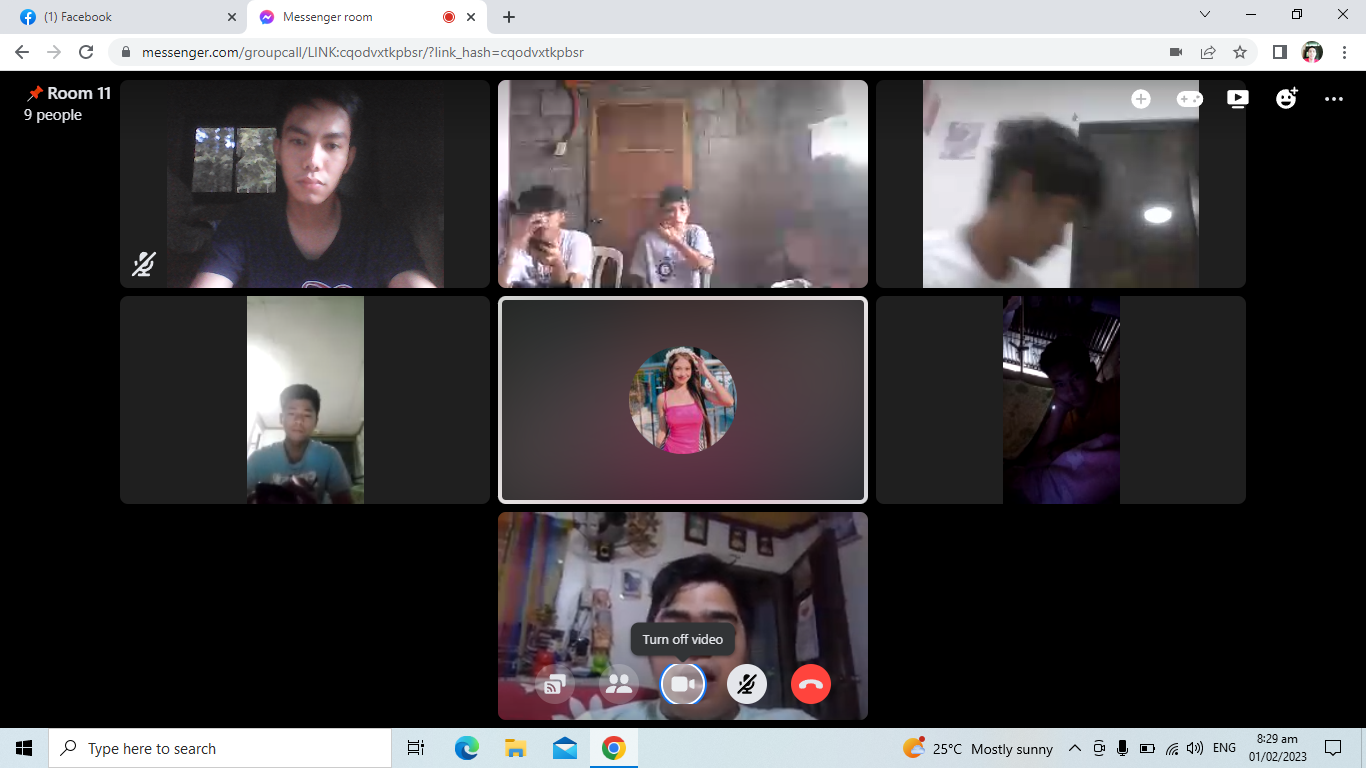 (1) Facebook
Messenger room
messenger.com/groupcall/LINK:cqodvxtkpbsr/?link_hash=cqodvxtkpbsr
Room 11
9 people
Turn off video
Type here to search
25°C Mostly sunny
ENG
8:29 am
01/02/2023